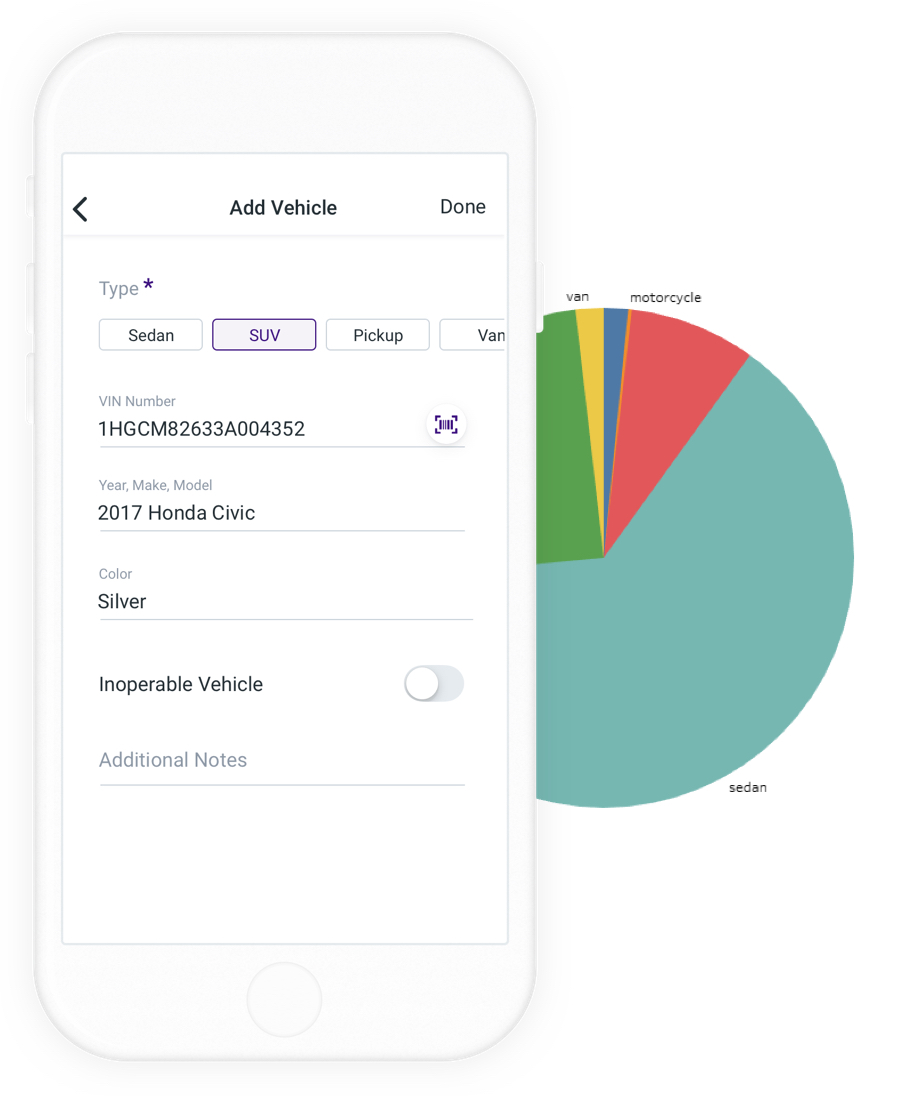 Add Vehicle
Done
Type *
Sedan
SUV
Pickup
Van
VIN Number
1HGCM82633A004352
Year, Make, Model
2017 Honda Civic
Color
Silver
Inoperable Vehicle
Additional Notes
van
motorcycle
sedan